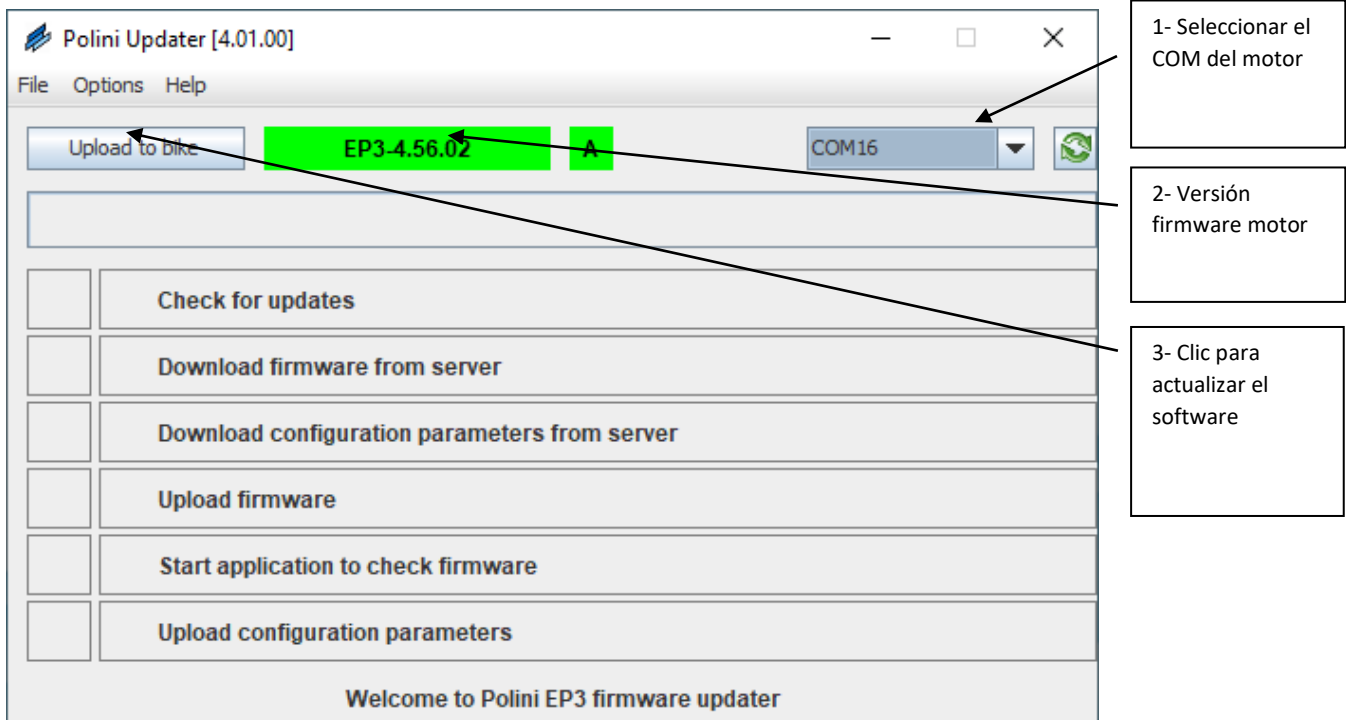 Polini Updater [4.01.00]
File Options Help
Upload to bike EP3-4.56.02 A COM16
Check for updates
Download firmware from server
Download configuration parameters from server
Upload firmware
Start application to check firmware
Upload configuration parameters
Welcome to Polini EP3 firmware updater
1- Seleccionar el
COM del motor
2- Versión
firmware motor
3- Clic para
actualizar el
software